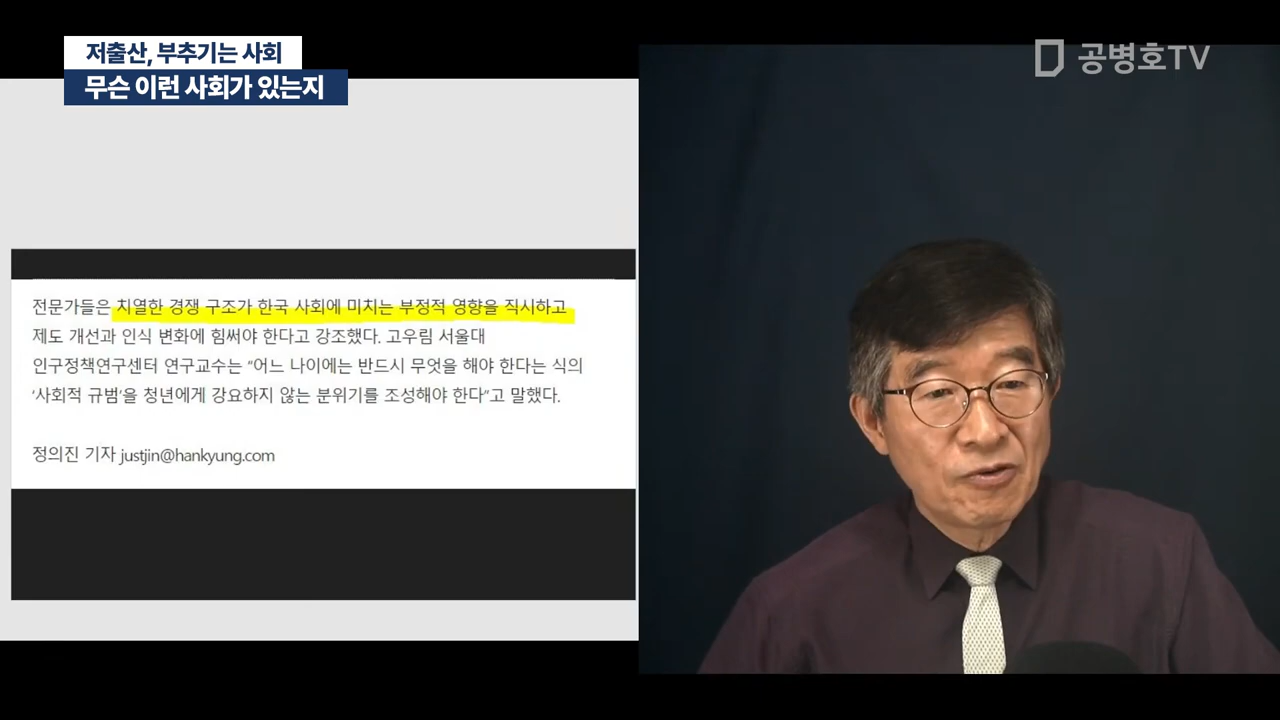 저출산, 부추기는 사회
무슨 이런 사회가 있는지
공병호TV
전문가들은 치열한 경쟁 구조가 한국 사회에 미치는 부정적 영향을 직시하고
제도 개선과 인식 변화에 힘써야 한다고 강조했다. 고우림 서울대
인구정책연구센터 연구교수는 “어느 나이에는 반드시 무엇을 해야 한다는 식의
‘사회적 규범’을 청년에게 강요하지 않는 분위기를 조성해야 한다”고 말했다.
정의진 기자 justjin@hankyung.com